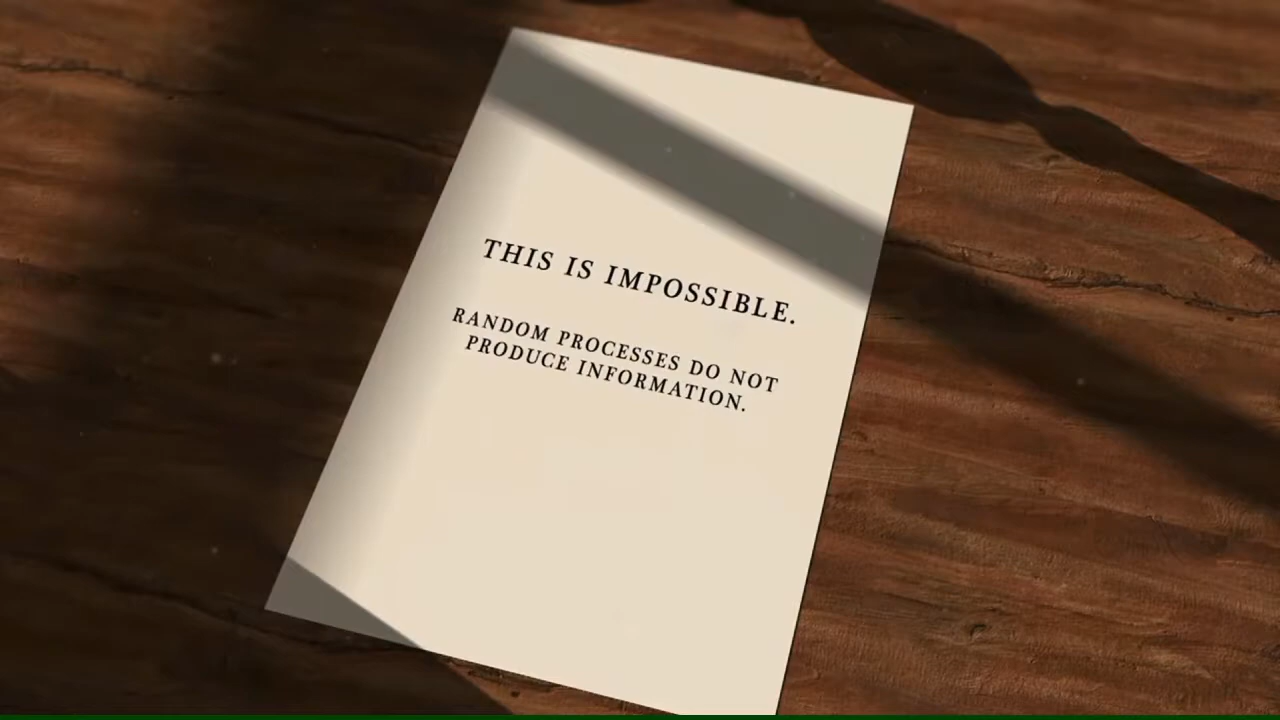 THIS IS IMPOSSIBLE.
RANDOM PROCESSES DO NOT
PRODUCE INFORMATION.